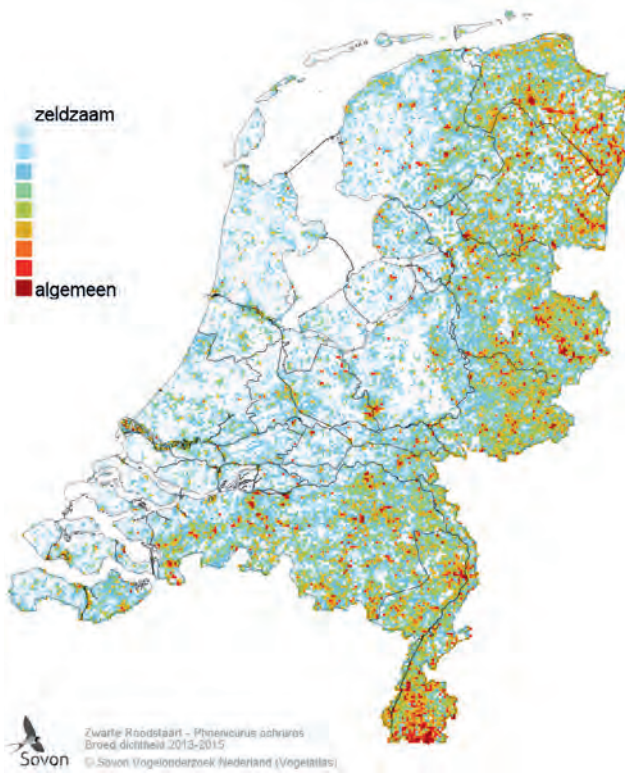 zeldzaam
algemeen
Sovon
Zwarte Roodstaart - Phoenicurus ochruros
Broed dichtheid 2013-2015
© Sovon Vogelonderzoek Nederland (Vogelatlas)